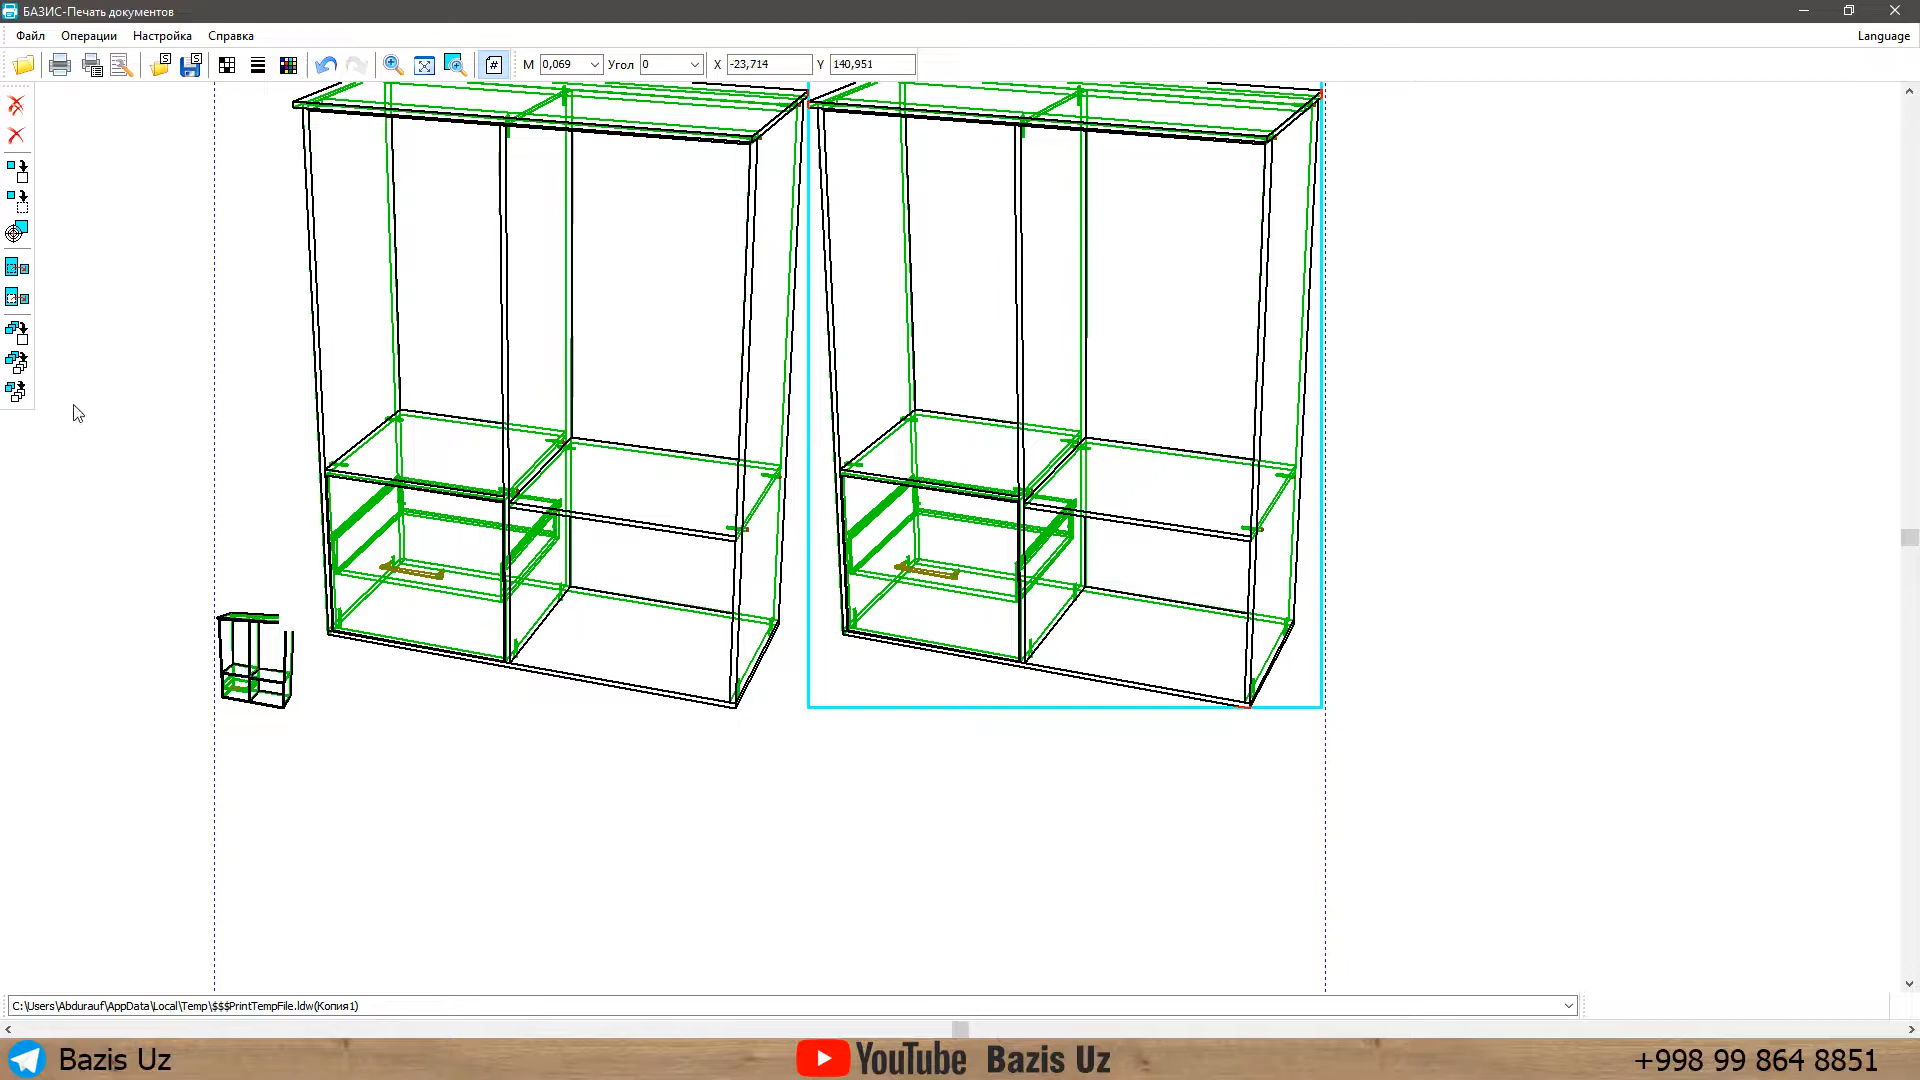 БАЗИС-Печать документов
Файл Операции Настройка Справка
Language
М 0,069 Угол 0 X -23,714 Y 140,951
C:\Users\Abdurauf\AppData\Local\Temp\$$$PrintTempFile.ldw(Копия1)
Bazis Uz
YouTube Bazis Uz
+998 99 864 8851